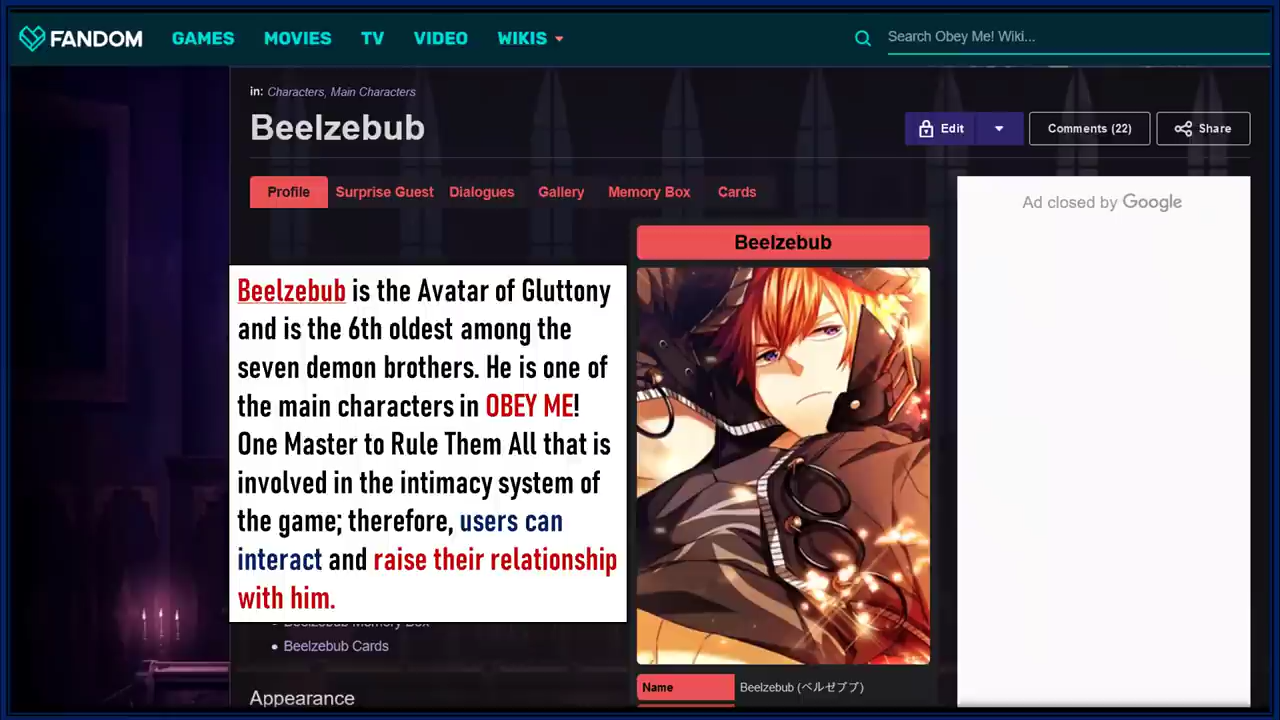 FANDOM GAMES MOVIES TV VIDEO WIKIS Search Obey Me! Wiki...
in: Characters, Main Characters
Beelzebub
Edit Comments (22) Share
Profile Surprise Guest Dialogues Gallery Memory Box Cards
Ad closed by Google
Beelzebub
Beelzebub is the Avatar of Gluttony
and is the 6th oldest among the
seven demon brothers. He is one of
the main characters in OBEY ME!
One Master to Rule Them All that is
involved in the intimacy system of
the game; therefore, users can
interact and raise their relationship
with him.
Beelzebub Memory Box
• Beelzebub Cards
Appearance
Name Beelzebub (ベルゼブブ)